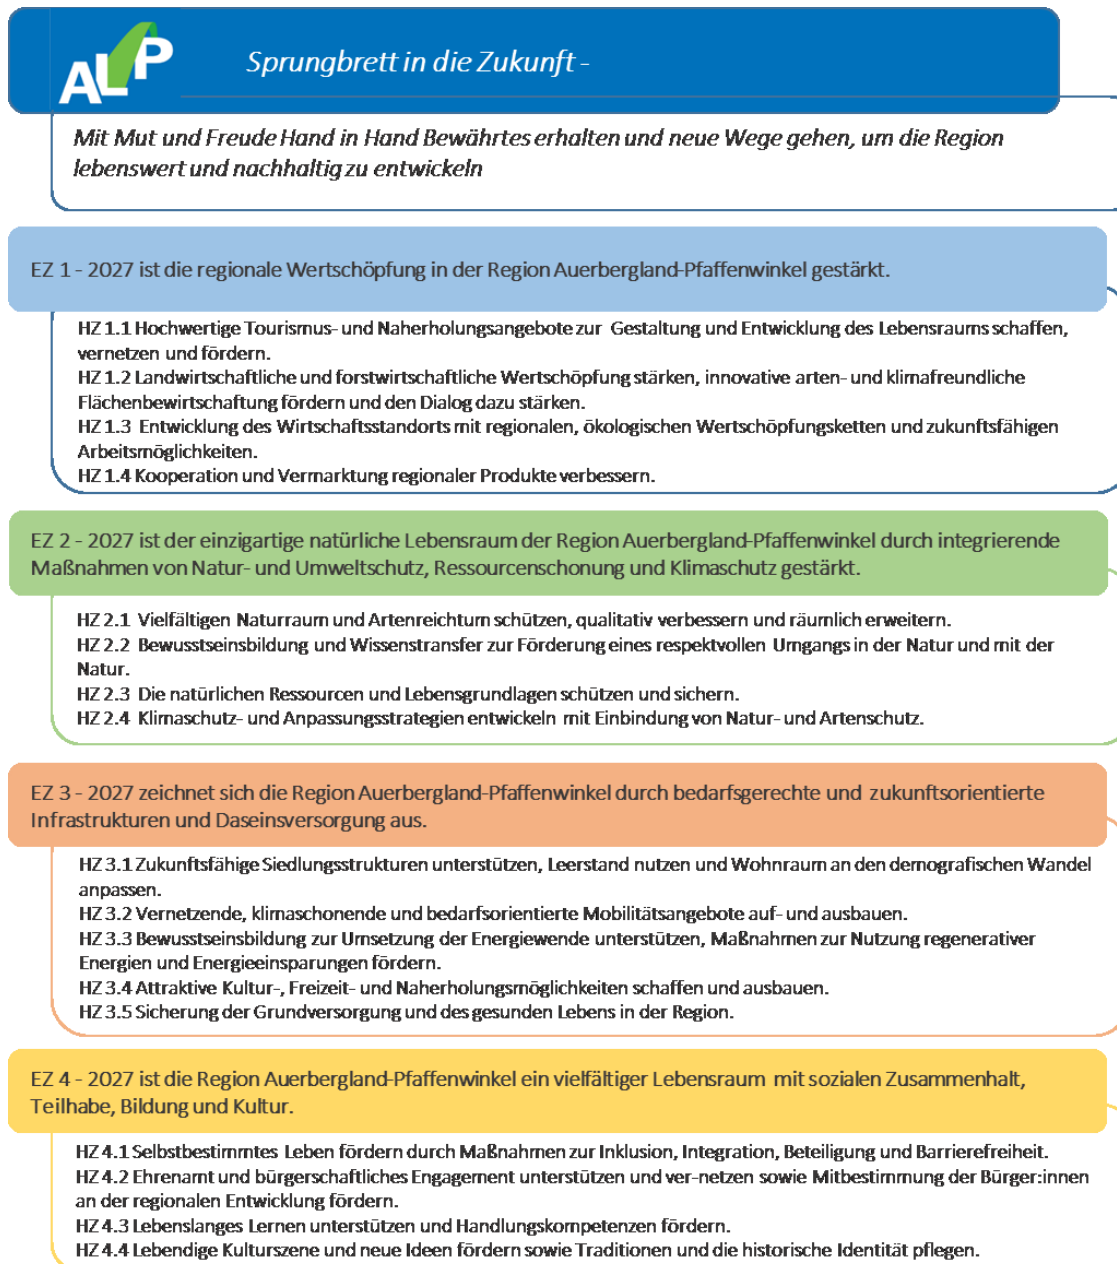 ALP
Sprungbrett in die Zukunft -
Mit Mut und Freude Hand in Hand Bewährtes erhalten und neue Wege gehen, um die Region
lebenswert und nachhaltig zu entwickeln
EZ 1 - 2027 ist die regionale Wertschöpfung in der Region Auerbergland-Pfaffenwinkel gestärkt.
HZ 1.1 Hochwertige Tourismus- und Naherholungsangebote zur Gestaltung und Entwicklung des Lebensraums schaffen,
vernetzen und fördern.
HZ 1.2 Landwirtschaftliche und forstwirtschaftliche Wertschöpfung stärken, innovative arten- und klimafreundliche
Flächenbewirtschaftung fördern und den Dialog dazu stärken.
HZ 1.3 Entwicklung des Wirtschaftsstandorts mit regionalen, ökologischen Wertschöpfungsketten und zukunftsfähigen
Arbeitsmöglichkeiten.
HZ 1.4 Kooperation und Vermarktung regionaler Produkte verbessern.
EZ 2 - 2027 ist der einzigartige natürliche Lebensraum der Region Auerbergland-Pfaffenwinkel durch integrierende
Maßnahmen von Natur- und Umweltschutz, Ressourcenschonung und Klimaschutz gestärkt.
HZ 2.1 Vielfältigen Naturraum und Artenreichtum schützen, qualitativ verbessern und räumlich erweitern.
HZ 2.2 Bewusstseinsbildung und Wissenstransfer zur Förderung eines respektvollen Umgangs in der Natur und mit der
Natur.
HZ 2.3 Die natürlichen Ressourcen und Lebensgrundlagen schützen und sichern.
HZ 2.4 Klimaschutz- und Anpassungsstrategien entwickeln mit Einbindung von Natur- und Artenschutz.
EZ 3 - 2027 zeichnet sich die Region Auerbergland-Pfaffenwinkel durch bedarfsgerechte und zukunftsorientierte
Infrastrukturen und Daseinsversorgung aus.
HZ 3.1 Zukunftsfähige Siedlungsstrukturen unterstützen, Leerstand nutzen und Wohnraum an den demografischen Wandel
anpassen.
HZ 3.2 Vernetzende, klimaschonende und bedarfsorientierte Mobilitätsangebote auf- und ausbauen.
HZ 3.3 Bewusstseinsbildung zur Umsetzung der Energiewende unterstützen, Maßnahmen zur Nutzung regenerativer
Energien und Energieeinsparungen fördern.
HZ 3.4 Attraktive Kultur-, Freizeit- und Naherholungsmöglichkeiten schaffen und ausbauen.
HZ 3.5 Sicherung der Grundversorgung und des gesunden Lebens in der Region.
EZ 4 - 2027 ist die Region Auerbergland-Pfaffenwinkel ein vielfältiger Lebensraum mit sozialen Zusammenhalt,
Teilhabe, Bildung und Kultur.
HZ 4.1 Selbstbestimmtes Leben fördern durch Maßnahmen zur Inklusion, Integration, Beteiligung und Barrierefreiheit.
HZ 4.2 Ehrenamt und bürgerschaftliches Engagement unterstützen und ver-netzen sowie Mitbestimmung der Bürger:innen
an der regionalen Entwicklung fördern.
HZ 4.3 Lebenslanges Lernen unterstützen und Handlungskompetenzen fördern.
HZ 4.4 Lebendige Kulturszene und neue Ideen fördern sowie Traditionen und die historische Identität pflegen.